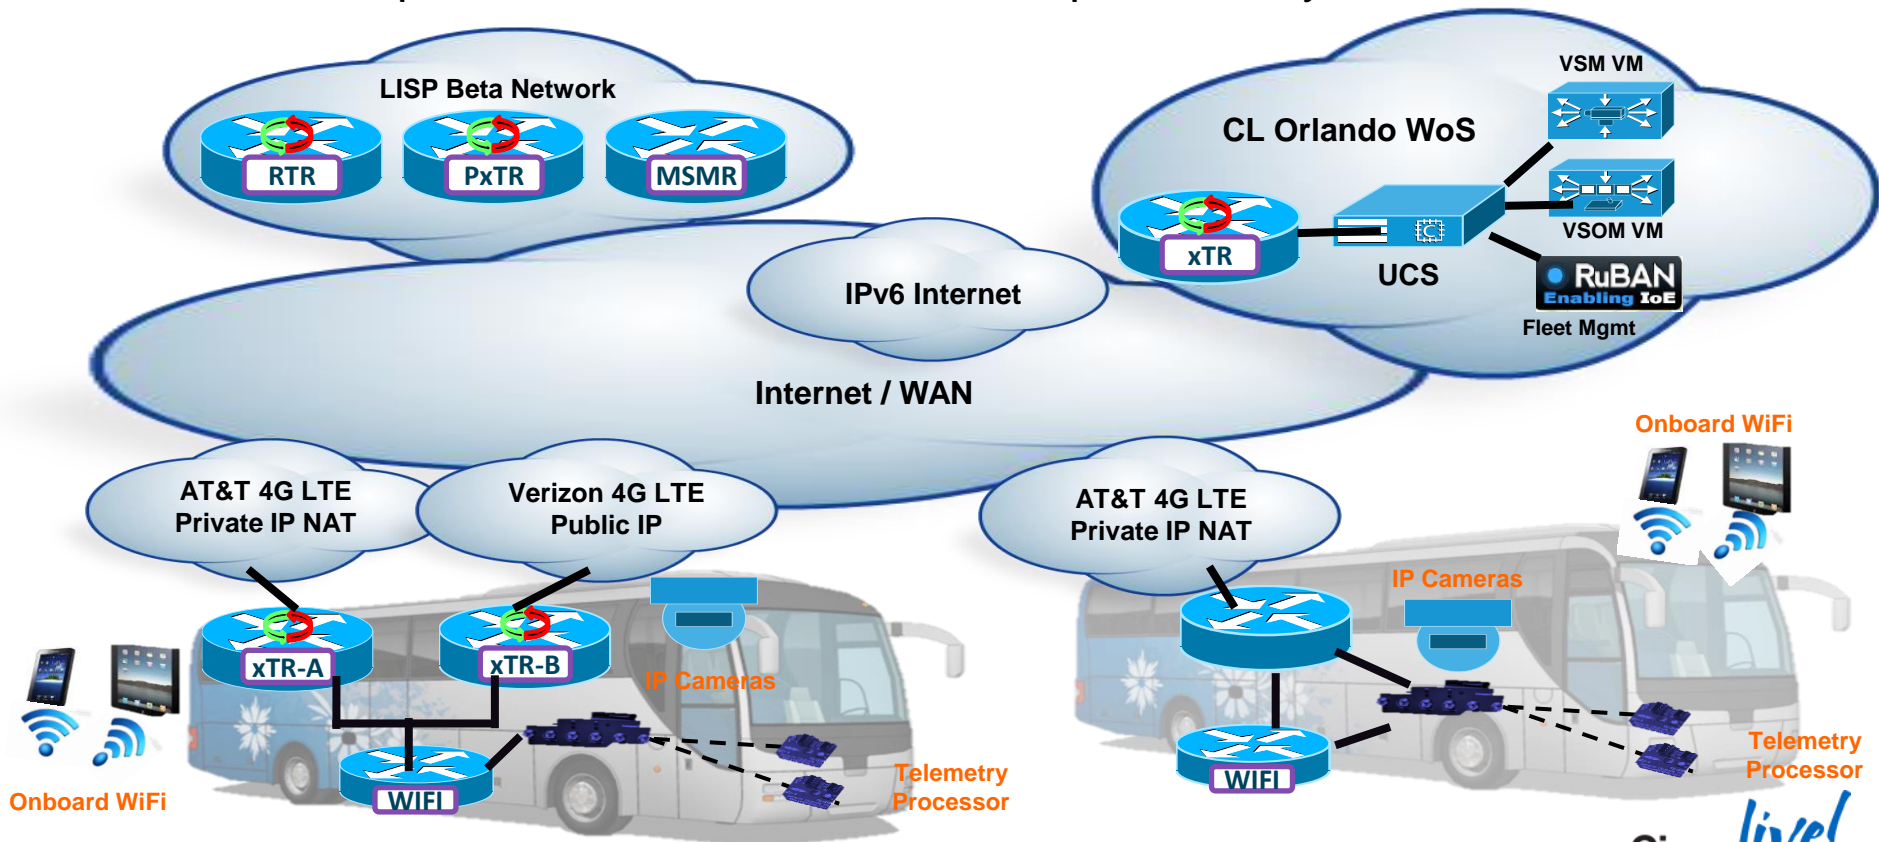 LISP Beta Network
RTR
PxTR
MSMR
CL Orlando WoS
VSM VM
VSOM VM
xTR
UCS
RuBAN
Enabling IoE
Fleet Mgmt
IPv6 Internet
Internet / WAN
AT&T 4G LTE
Private IP NAT
Verizon 4G LTE
Public IP
AT&T 4G LTE
Private IP NAT
Onboard WiFi
xTR-A
xTR-B
IP Cameras
IP Cameras
WIFI
WIFI
Telemetry
Processor
Telemetry
Processor
Onboard WiFi
live!